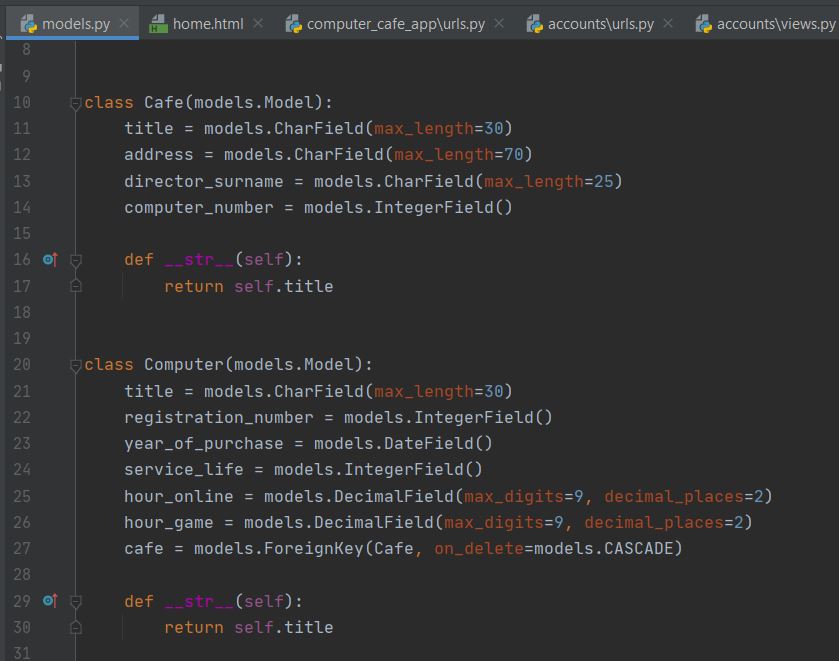 models.py home.html computer_cafe_app\urls.py accounts\urls.py accounts\views.py
8
9
10 class Cafe(models.Model):
11 title = models.CharField(max_length=30)
12 address = models.CharField(max_length=70)
13 director_surname = models.CharField(max_length=25)
14 computer_number = models.IntegerField()
15
16 def __str__(self):
17 return self.title
18
19
20 class Computer(models.Model):
21 title = models.CharField(max_length=30)
22 registration_number = models.IntegerField()
23 year_of_purchase = models.DateField()
24 service_life = models.IntegerField()
25 hour_online = models.DecimalField(max_digits=9, decimal_places=2)
26 hour_game = models.DecimalField(max_digits=9, decimal_places=2)
27 cafe = models.ForeignKey(Cafe, on_delete=models.CASCADE)
28
29 def __str__(self):
30 return self.title
31